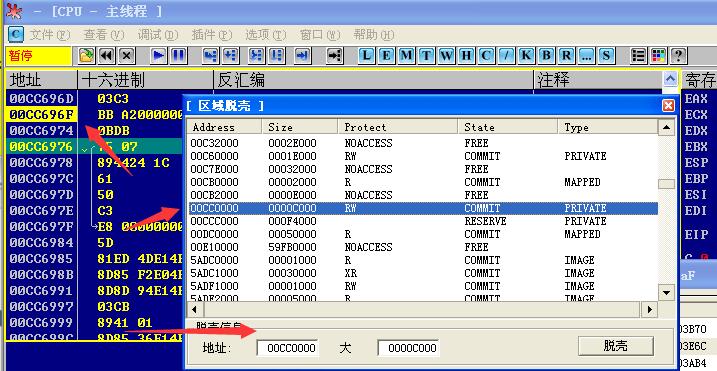 - [CPU - 主线程 ]
C 文件(F) 查看(V) 调试(D) 插件(P) 选项(T) 窗口(W) 帮助(H)
暂停 L E M T W H C / K B R ... S ?
地址 十六进制 反汇编 注释 寄存
00CC696D 03C3 EAX
00CC696F BB A2000000 ECX
00CC6974 0BDB EDX
00CC6976 07 EBX
00CC6978 894424 1C ESP
00CC697C 61 EBP
00CC697D 50 ESI
00CC697E C3 EDI
00CC697F E8 00000000
00CC6984 5D EIP
00CC6985 81ED 4DE14
00CC698B 8D85 F2E04
00CC6991 8D8D 94E14
00CC6997 03CB
00CC6999 8941 01
00CC699C 8D85 36E14
[ 区域脱壳 ]
Address Size Protect State Type
00C32000 0002E000 NOACCESS FREE
00C60000 0001E000 RW COMMIT PRIVATE
00C7E000 00032000 NOACCESS FREE
00CB0000 00002000 R COMMIT MAPPED
00CB2000 0000E000 NOACCESS FREE
00CC0000 0000C000 RW COMMIT PRIVATE
00CCC000 000F4000 RESERVE PRIVATE
00DC0000 00050000 R COMMIT MAPPED
00E10000 59FB0000 NOACCESS FREE
5ADC0000 00001000 R COMMIT IMAGE
5ADC1000 00030000 XR COMMIT IMAGE
5ADF1000 00001000 RW COMMIT IMAGE
5ADF2000 00005000 R COMMIT IMAGE
脱壳信息
地址: 00CC0000 大 0000C000 脱壳
aF
03B70
03E6C
03AB4